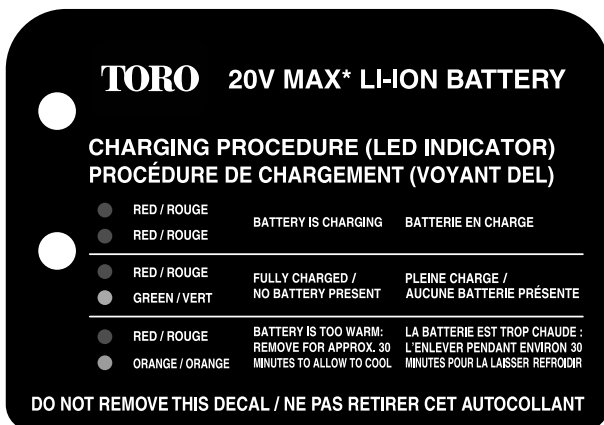 TORO 20V MAX* LI-ION BATTERY
CHARGING PROCEDURE (LED INDICATOR)
PROCÉDURE DE CHARGEMENT (VOYANT DEL)
RED / ROUGE
RED / ROUGE
BATTERY IS CHARGING
BATTERIE EN CHARGE
RED / ROUGE
GREEN / VERT
FULLY CHARGED /
NO BATTERY PRESENT
PLEINE CHARGE /
AUCUNE BATTERIE PRÉSENTE
RED / ROUGE
ORANGE / ORANGE
BATTERY IS TOO WARM:
REMOVE FOR APPROX. 30
MINUTES TO ALLOW TO COOL
LA BATTERIE EST TROP CHAUDE :
L'ENLEVER PENDANT ENVIRON 30
MINUTES POUR LA LAISSER REFROIDIR
DO NOT REMOVE THIS DECAL / NE PAS RETIRER CET AUTOCOLLANT